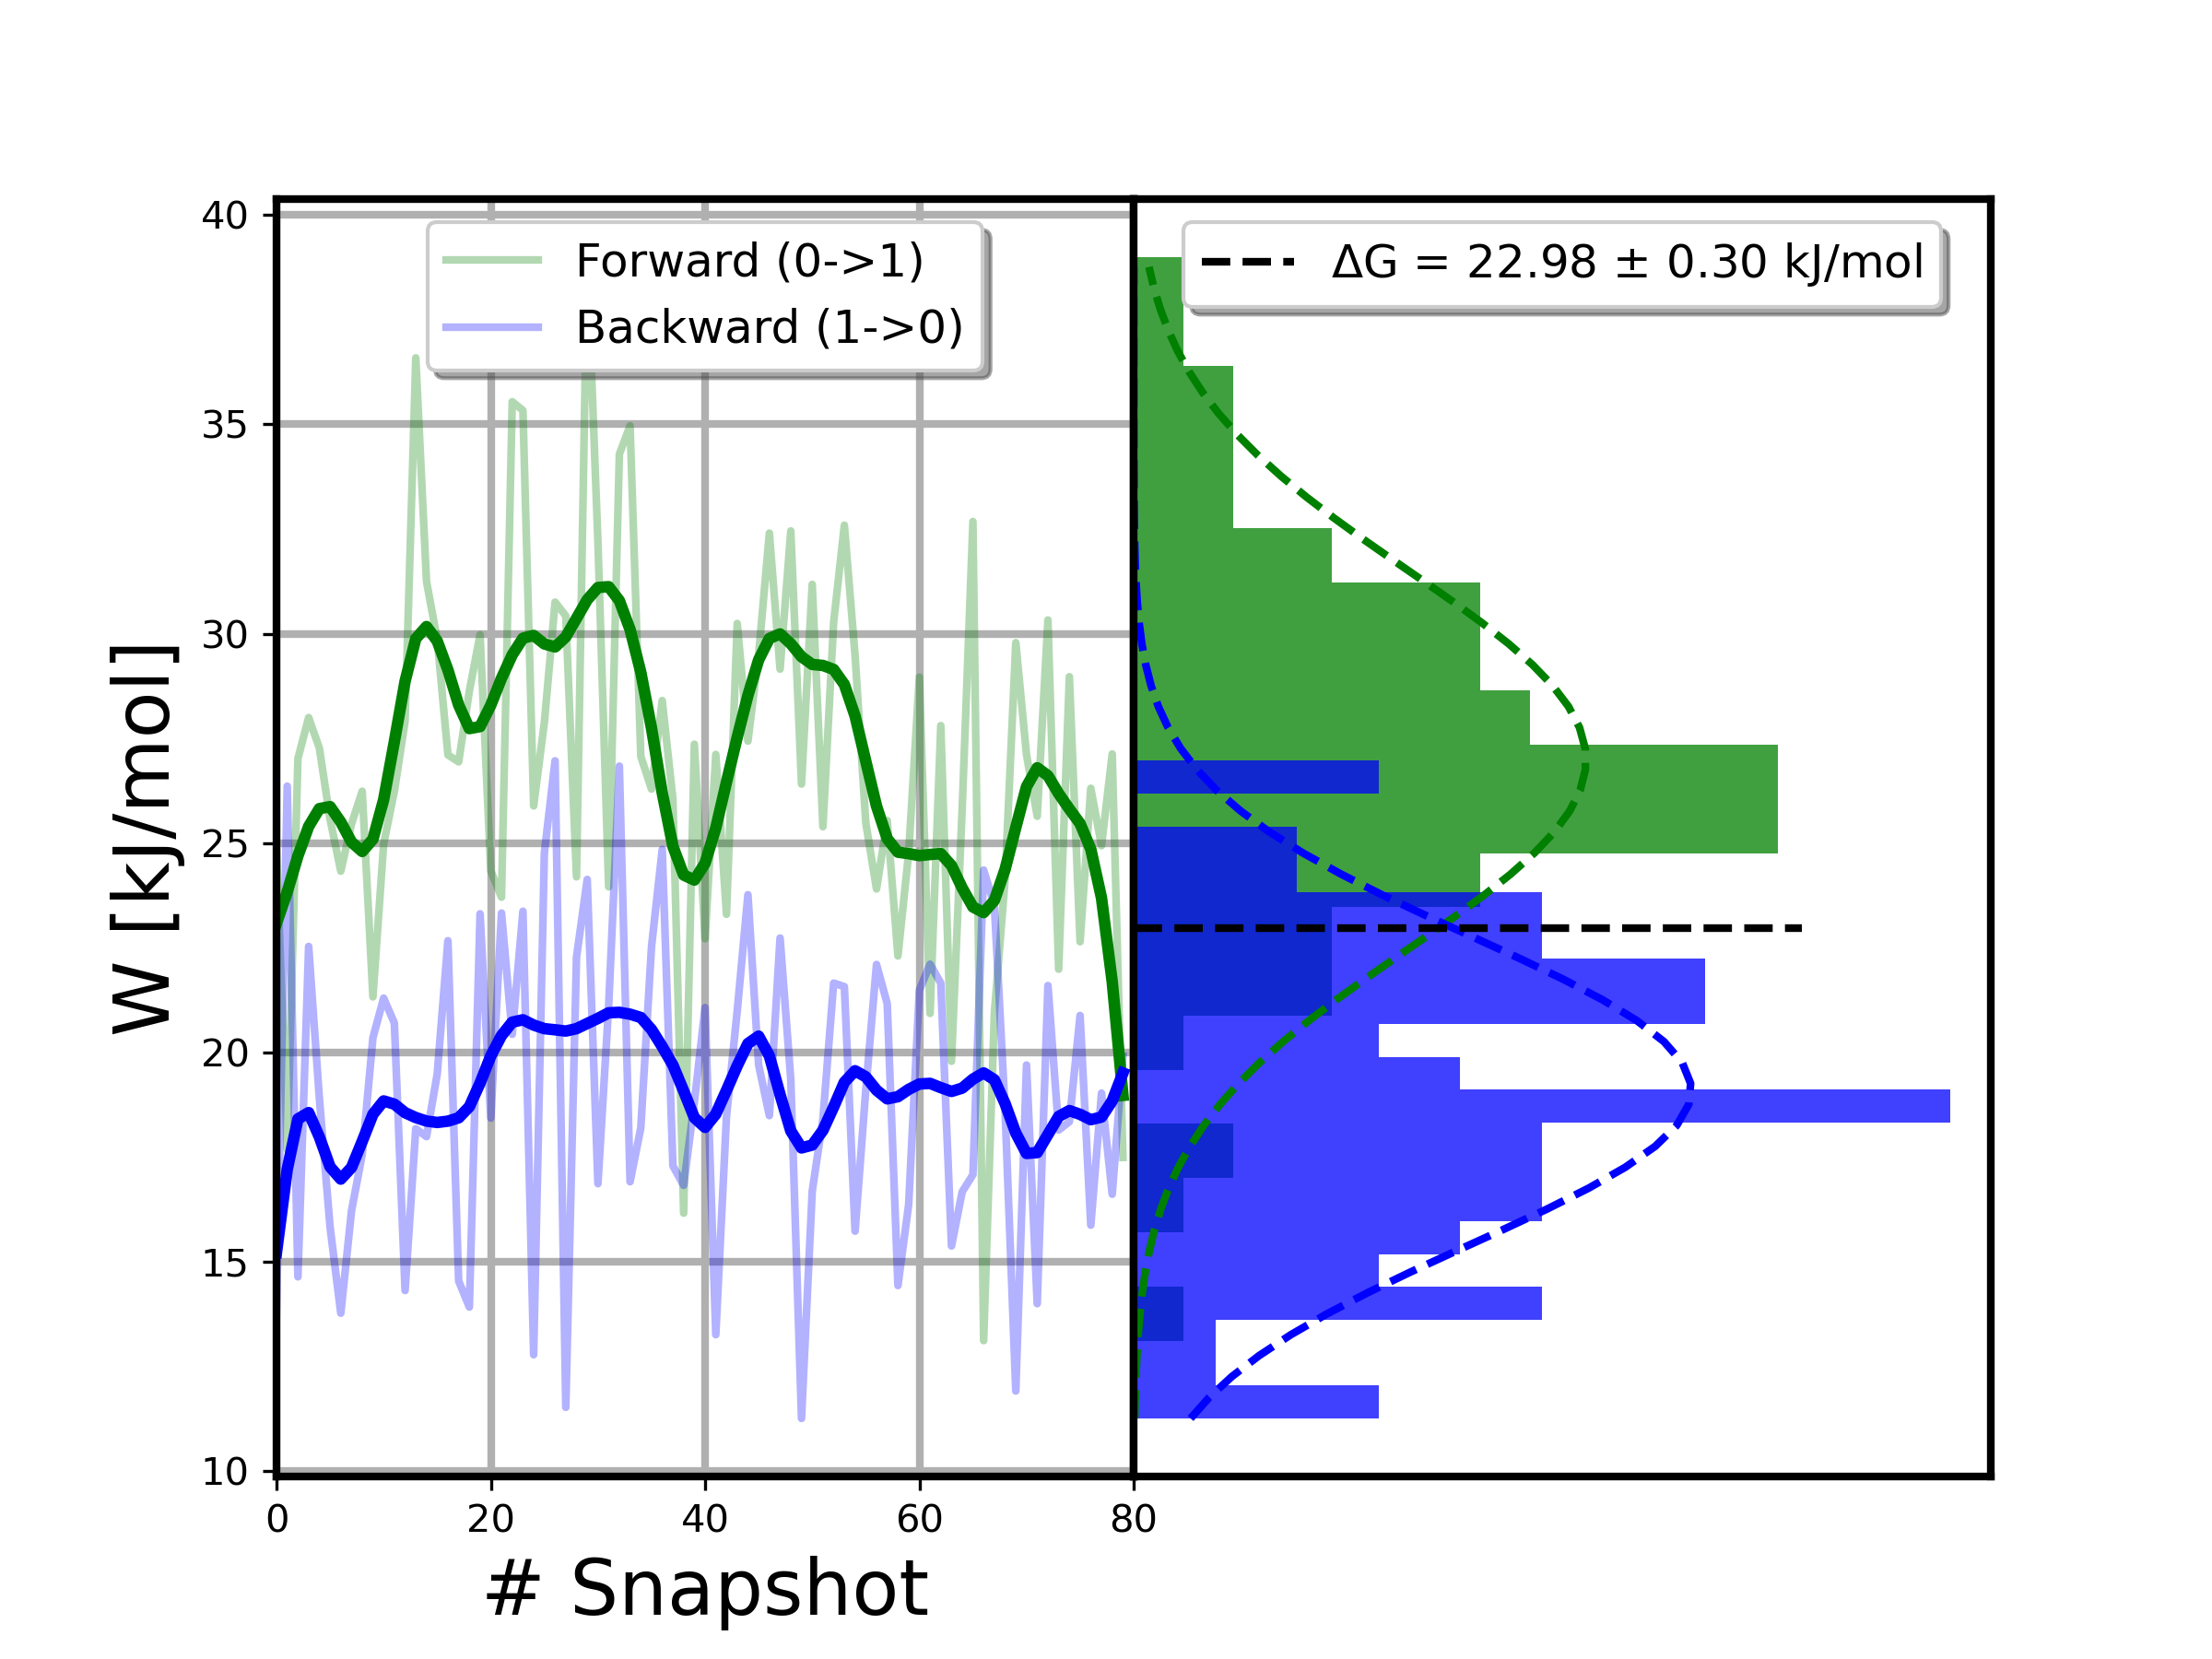 40
35
30
25
20
15
10
W [kJ/mol]
Forward (0->1)
Backward (1->0)
ΔG = 22.98 ± 0.30 kJ/mol
0 20 40 60 80
# Snapshot